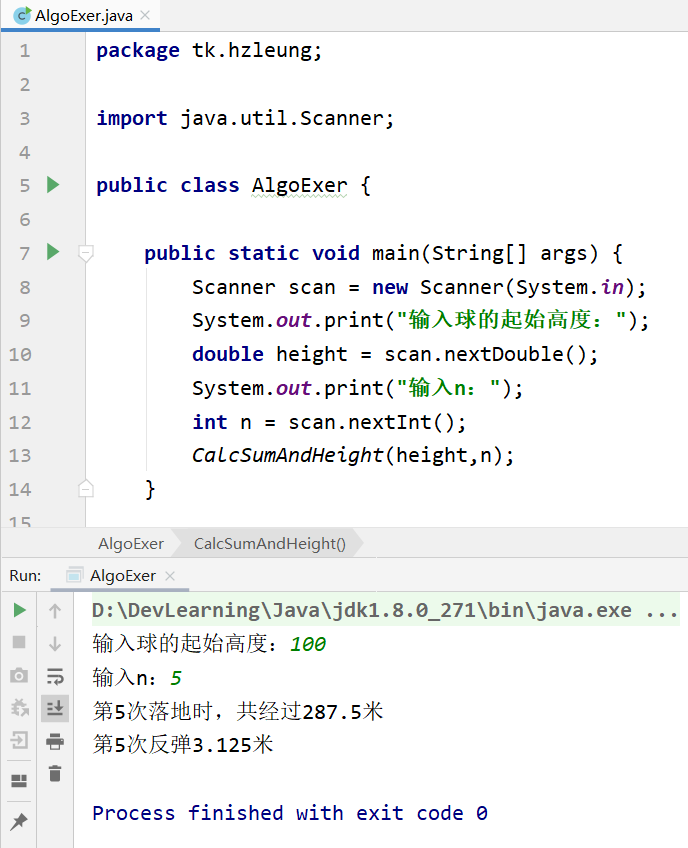 AlgoExer.java
1 package tk.hzleung;
2
3 import java.util.Scanner;
4
5 public class AlgoExer {
6
7 public static void main(String[] args) {
8 Scanner scan = new Scanner(System.in);
9 System.out.print("输入球的起始高度：");
10 double height = scan.nextDouble();
11 System.out.print("输入n：");
12 int n = scan.nextInt();
13 CalcSumAndHeight(height,n);
14 }
15
AlgoExer CalcSumAndHeight()
Run: AlgoExer
D:\DevLearning\Java\jdk1.8.0_271\bin\java.exe ...
输入球的起始高度：100
输入n：5
第5次落地时，共经过287.5米
第5次反弹3.125米
Process finished with exit code 0